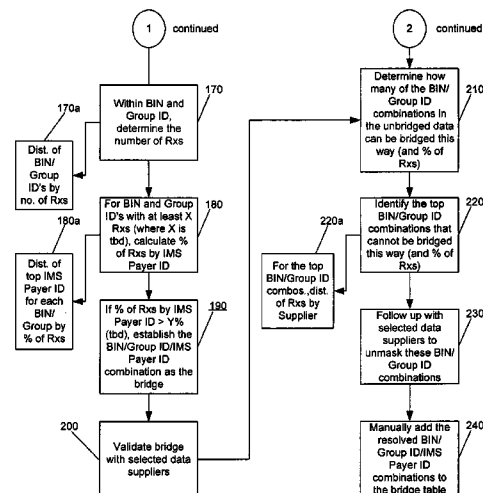 1
continued
170
Within BIN and
Group ID,
determine the
number of Rxs
170a
Dist. of
BIN/
Group
ID's by
no. of Rxs
180
For BIN and Group
ID's with at least X
Rxs (where X is
tbd), calculate %
of Rxs by IMS
Payer ID
180a
Dist. of
top IMS
Payer ID
for each
BIN/
Group by
% of Rxs
190
If % of Rxs by IMS
Payer ID > Y%
(tbd), establish the
BIN/Group ID/IMS
Payer ID
combination as the
bridge
200
Validate bridge
with selected data
suppliers
2
continued
210
Determine how
many of the BIN/
Group ID
combinations in
the unbridged data
can be bridged this
way (and % of
Rxs)
220
Identify the top
BIN/Group ID
combinations that
cannot be bridged
this way (and % of
Rxs)
220a
For the top
BIN/Group ID
combos.,dist.
of Rxs by
Supplier
230
Follow up with
selected data
suppliers to
unmask these BIN/
Group ID
combinations
240
Manually add the
resolved BIN/
Group ID/IMS
Payer ID
combinations to
the bridge table